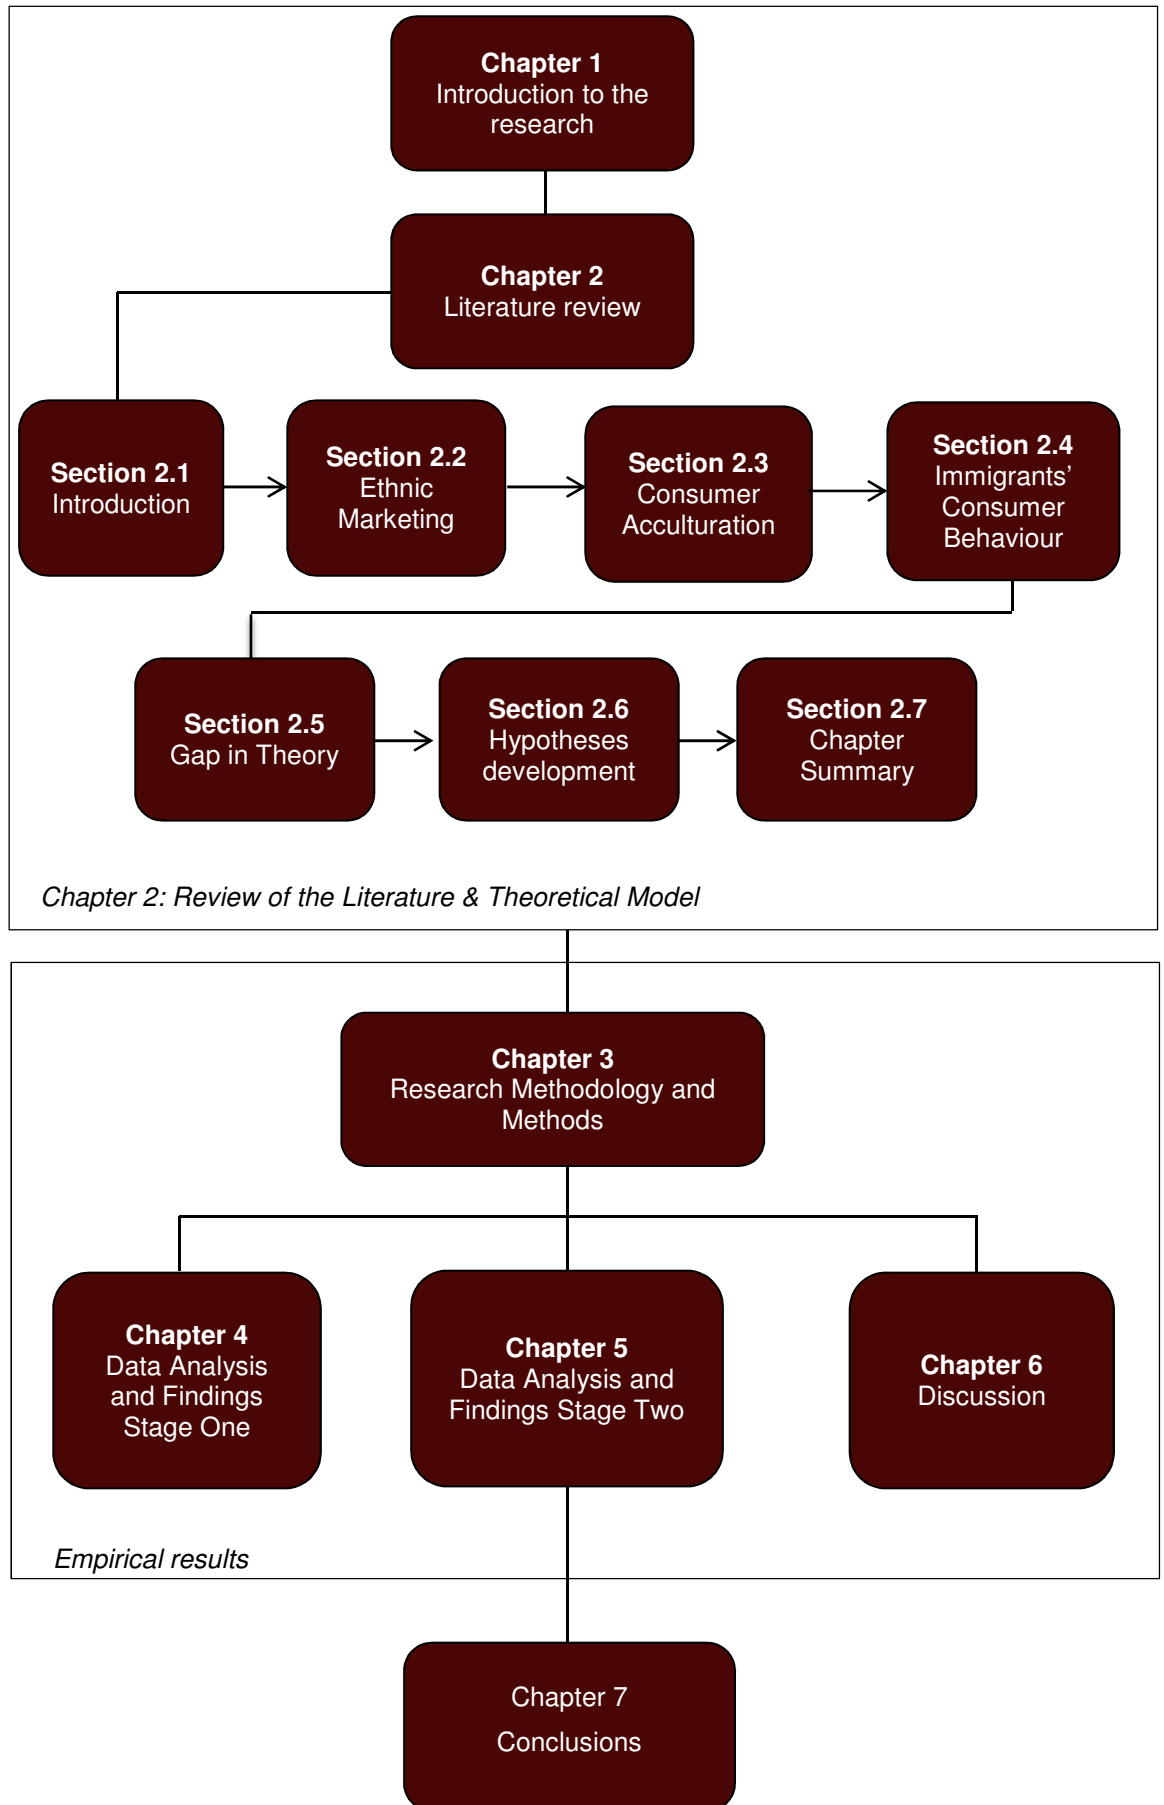 Chapter 1
Introduction to the
research
Chapter 2
Literature review
Section 2.1
Introduction
Section 2.2
Ethnic
Marketing
Section 2.3
Consumer
Acculturation
Section 2.4
Immigrants’
Consumer
Behaviour
Section 2.5
Gap in Theory
Section 2.6
Hypotheses
development
Section 2.7
Chapter
Summary
Chapter 2: Review of the Literature & Theoretical Model
Chapter 3
Research Methodology and
Methods
Chapter 4
Data Analysis
and Findings
Stage One
Chapter 5
Data Analysis and
Findings Stage Two
Chapter 6
Discussion
Empirical results
Chapter 7
Conclusions